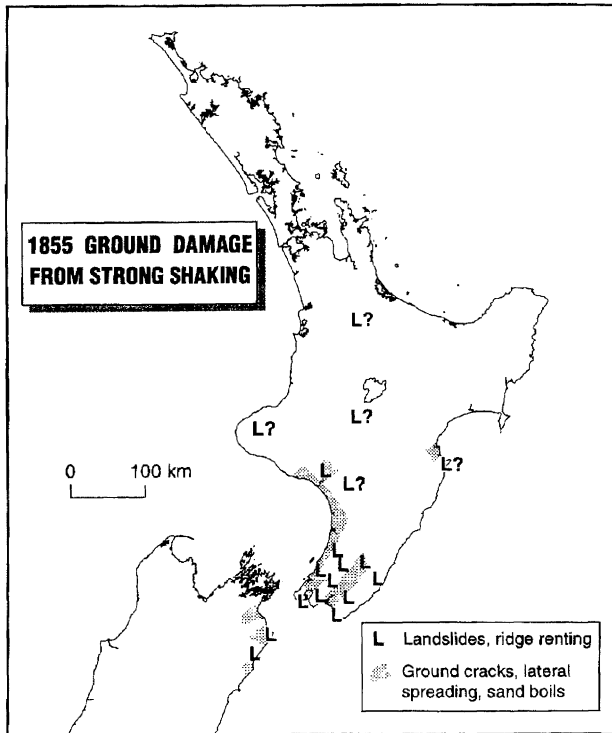 1855 GROUND DAMAGE
FROM STRONG SHAKING
L?
L?
L?
L?
L?
L
0 100 km
L
L
L
L
L
L
L
L
L
L
L
L
L
L Landslides, ridge renting
Ground cracks, lateral
spreading, sand boils